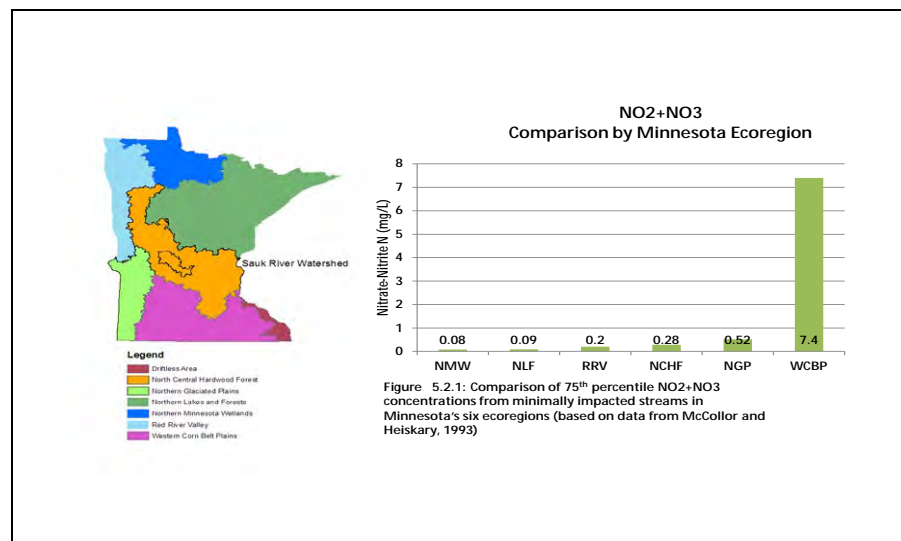 Sauk River Watershed
Legend
Driftless Area
North Central Hardwood Forest
Northern Glaciated Plains
Northern Lakes and Forests
Northern Minnesota Wetlands
Red River Valley
Western Corn Belt Plains
NO2+NO3
Comparison by Minnesota Ecoregion
Nitrate-Nitrite N (mg/L)
8
7
6
5
4
3
2
1
0
0.08
0.09
0.2
0.28
0.52
7.4
NMW
NLF
RRV
NCHF
NGP
WCBP
Figure 5.2.1: Comparison of 75th percentile NO2+NO3
concentrations from minimally impacted streams in
Minnesota's six ecoregions (based on data from McCollor and
Heiskary, 1993)